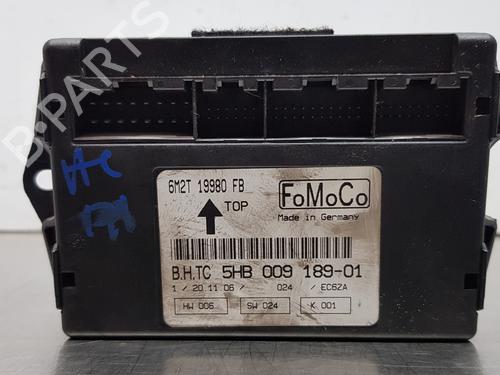 B-PARTS
6M2T 19980 FB
FoMoCo
TOP
Made in Germany
B.H.TC 5HB 009 189-01
1 / 20 11 06 / 024 / EC62A
HW 006
SW 024
K 001